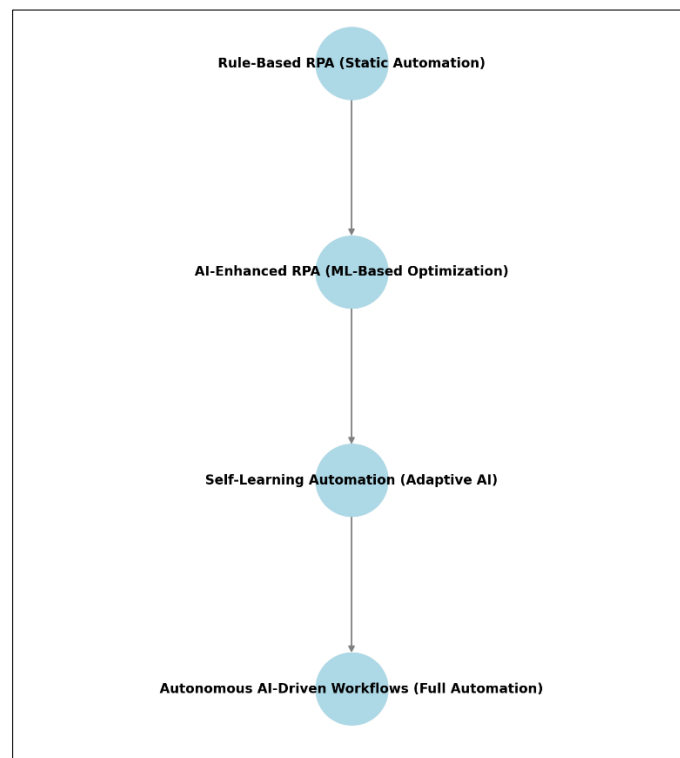 Rule-Based RPA (Static Automation)
AI-Enhanced RPA (ML-Based Optimization)
Self-Learning Automation (Adaptive AI)
Autonomous AI-Driven Workflows (Full Automation)